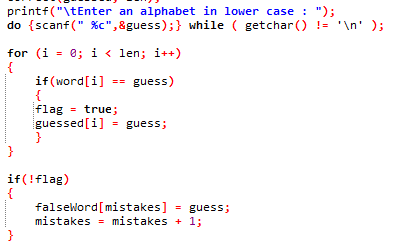 printf("\tEnter an alphabet in lower case : ");
do {scanf(" %c",&guess);} while ( getchar() != '\n' );
for (i = 0; i < len; i++)
{
if(word[i] == guess)
{
flag = true;
guessed[i] = guess;
}
}
if(!flag)
{
falseWord[mistakes] = guess;
mistakes = mistakes + 1;
}